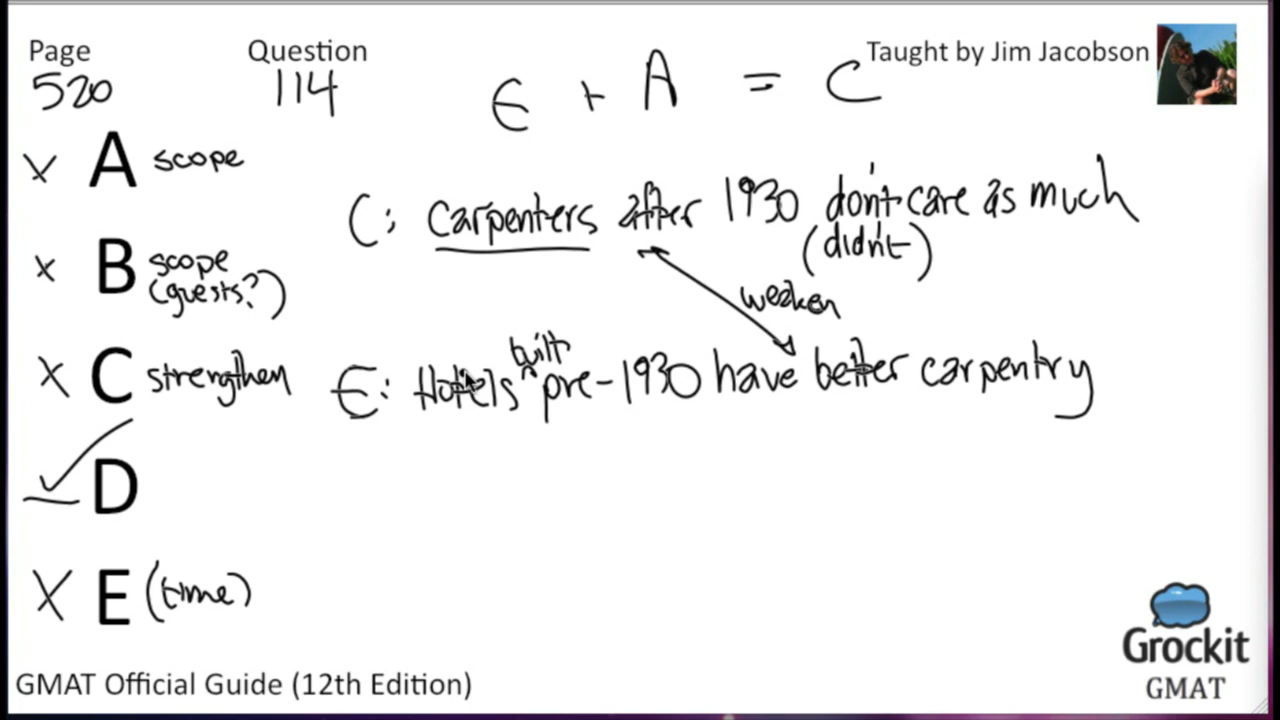 Page
Question
Taught by Jim Jacobson
520
114
E + A = C
X A scope
C: Carpenters after 1930 don't care as much
(didn't)
X B scope
(guests?)
weaken
X C strengthen
E: Hotels built pre-1930 have better carpentry
D
X E (time)
Grockit
GMAT
GMAT Official Guide (12th Edition)